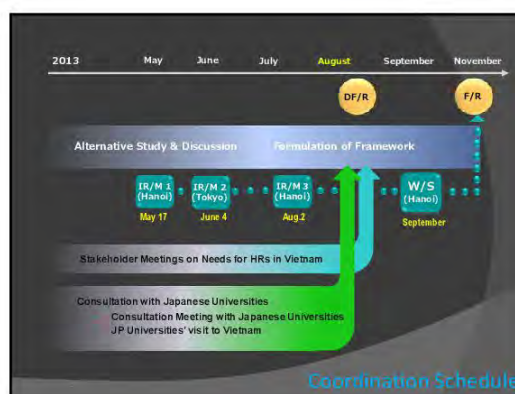 2013 May June July August September November
DF/R F/R
Alternative Study & Discussion Formulation of Framework
IR/M 1 IR/M 2 IR/M 3 W/S
(Hanoi) (Tokyo) (Hanoi) (Hanoi)
May 17 June 4 Aug.2 September
Stakeholder Meetings on Needs for HRs in Vietnam
Consultation with Japanese Universities
Consultation Meeting with Japanese Universities
JP Universities' visit to Vietnam
Coordination Schedule